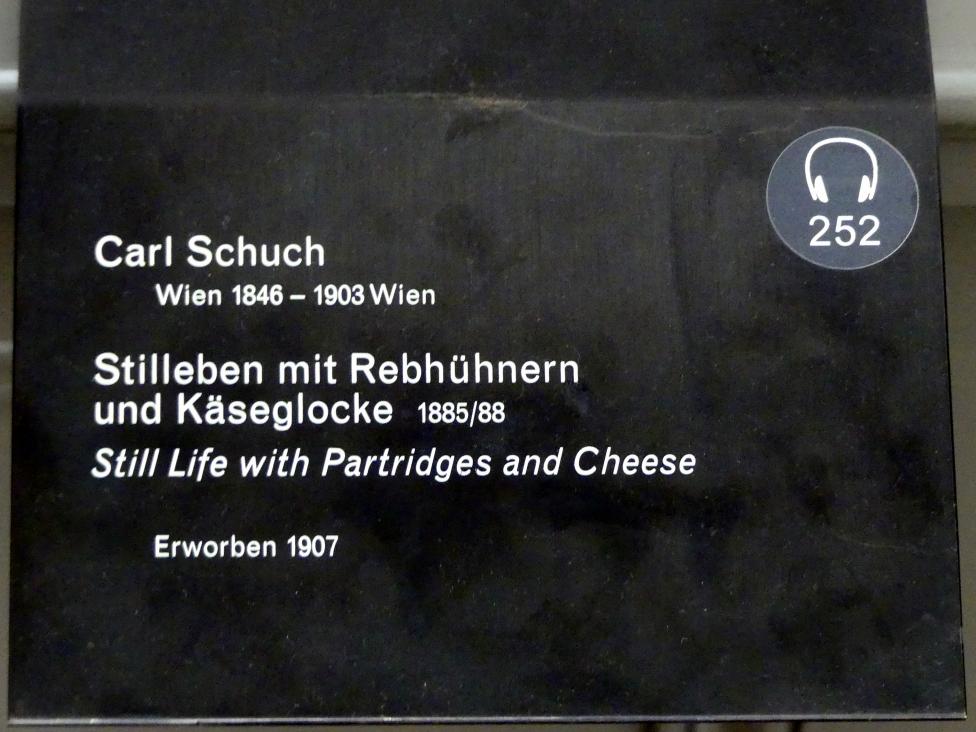 252
Carl Schuch
Wien 1846 – 1903 Wien
Stilleben mit Rebhühnern
und Käseglocke 1885/88
Still Life with Partridges and Cheese
Erworben 1907